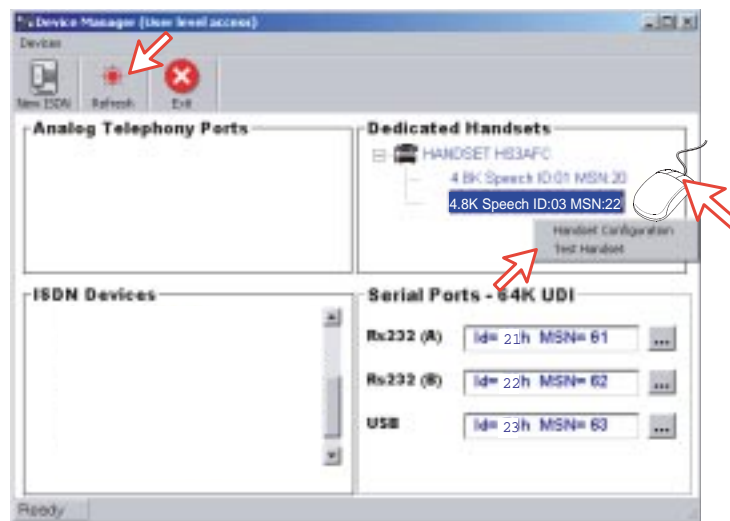 Device Manager (User level access)
Devices
New ISDN Refresh Exit
Analog Telephony Ports
Dedicated Handsets
HANDSET HS3AFC
4.8K Speech ID:01 MSN:20
4.8K Speech ID:03 MSN:22
Handset Configuration
Test Handset
ISDN Devices
Serial Ports - 64K UDI
Rx232 (A) Id= 21h MSN= 61 ...
Rs232 (B) Id= 22h MSN= 62 ...
USB Id= 23h MSN= 63 ...
Ready